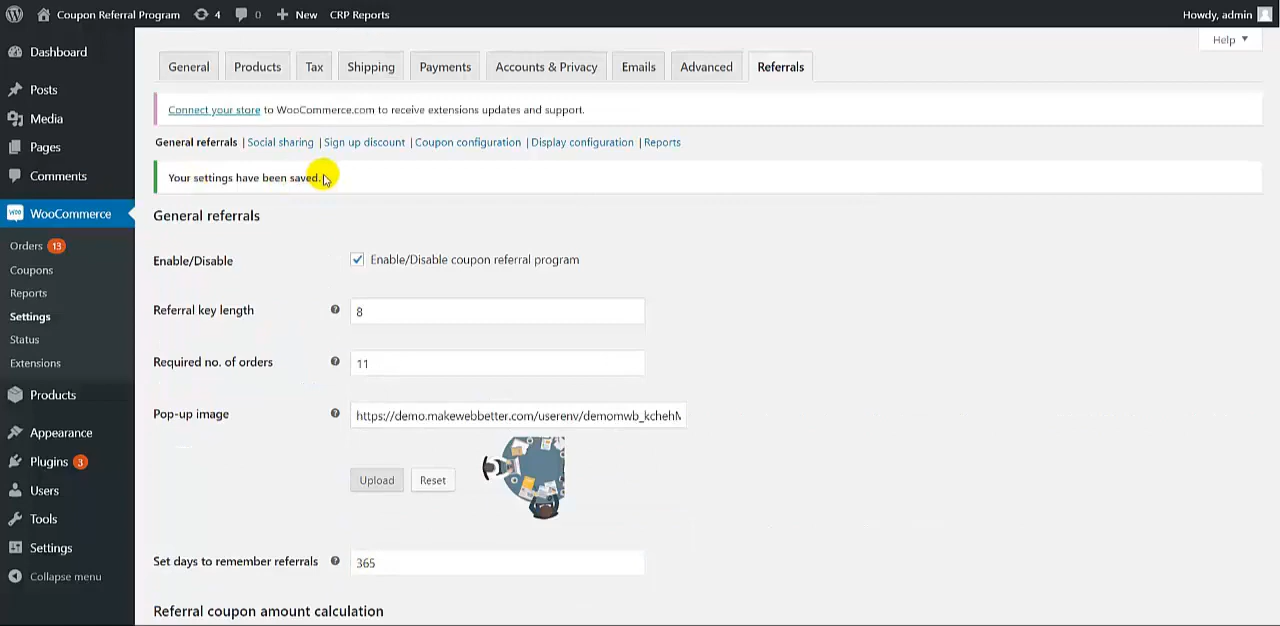 Coupon Referral Program 4 0 New CRP Reports Howdy, admin
Help
Dashboard
Posts
Media
Pages
Comments
WooCommerce
Orders 13
Coupons
Reports
Settings
Status
Extensions
Products
Appearance
Plugins 3
Users
Tools
Settings
Collapse menu
General Products Tax Shipping Payments Accounts & Privacy Emails Advanced Referrals
Connect your store to WooCommerce.com to receive extensions updates and support.
General referrals | Social sharing | Sign up discount | Coupon configuration | Display configuration | Reports
Your settings have been saved.
General referrals
Enable/Disable Enable/Disable coupon referral program
Referral key length 8
Required no. of orders 11
Pop-up image https://demo.makewebbetter.com/userenv/demomwb_kchehM
Upload Reset
Set days to remember referrals 365
Referral coupon amount calculation